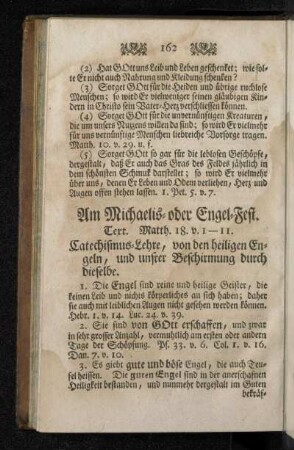 162
(2) Hat GOtt uns Leib und Leben geschenket; wie sol-
te Er nicht auch Nahrung und Kleidung schenken?
(3) Sorget GOtt für die Heiden und übrige ruchlose
Menschen; so wird Er vielweniger seinen gläubigen Kin-
dern in Christo sein Vater-Herz verschliessen können.
(4) Sorget GOtt für die unvernünftigen Kreaturen,
die um unsers Nuzens willen da sind; so wird Er vielmehr
für uns vernünftige Menschen liebreiche Vorsorge tragen.
Matth. 10. v. 29. u. f.
(5) Sorget GOtt so gar für die leblosen Geschöpfe,
dergestalt, daß Er auch das Gras des Feldes jährlich in
dem schönsten Schmuk darstellet; so wird Er vielmehr
über uns, denen Er Leben und Odem verliehen, Herz und
Augen offen stehen lassen. 1. Pet. 5. v. 7.
Am Michaelis- oder Engel-Fest.
Text. Matth. 18. v. 1—11.
Catechismus-Lehre, von den heiligen En-
geln, und unsrer Beschirmung durch
dieselbe.
1. Die Engel sind reine und heilige Geister, die
keinen Leib und nichts körperliches an sich haben; daher
sie auch mit leiblichen Augen nicht gesehen werden können.
Hebr. 1. v. 14. Luc. 24. v. 39.
2. Sie sind von GOtt erschaffen, und zwar
in sehr grosser Anzahl, vermuthlich am ersten oder andern
Tage der Schöpfung. Ps. 33. v. 6. Col. 1. v. 16.
Dan. 7. v. 10.
3. Es giebt gute und böse Engel, die auch Teu-
fel heissen. Die guten Engel sind in der anerschafnen
Heiligkeit bestanden, und nunmehr dergestalt im Guten
bekräf-